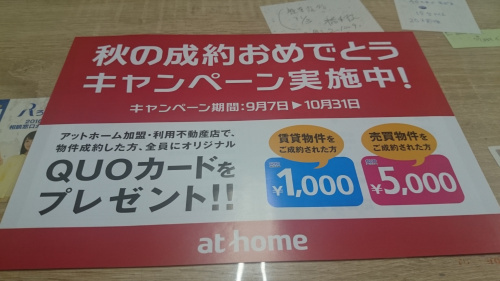 秋の成約おめでとう
キャンペーン実施中!
キャンペーン期間:9月7日▶10月31日
アットホーム加盟・利用不動産店で、
物件成約した方、全員にオリジナル
QUOカードを
プレゼント!!
賃貸物件を
ご成約された方
¥1,000
売買物件を
ご成約された方
¥5,000
at home